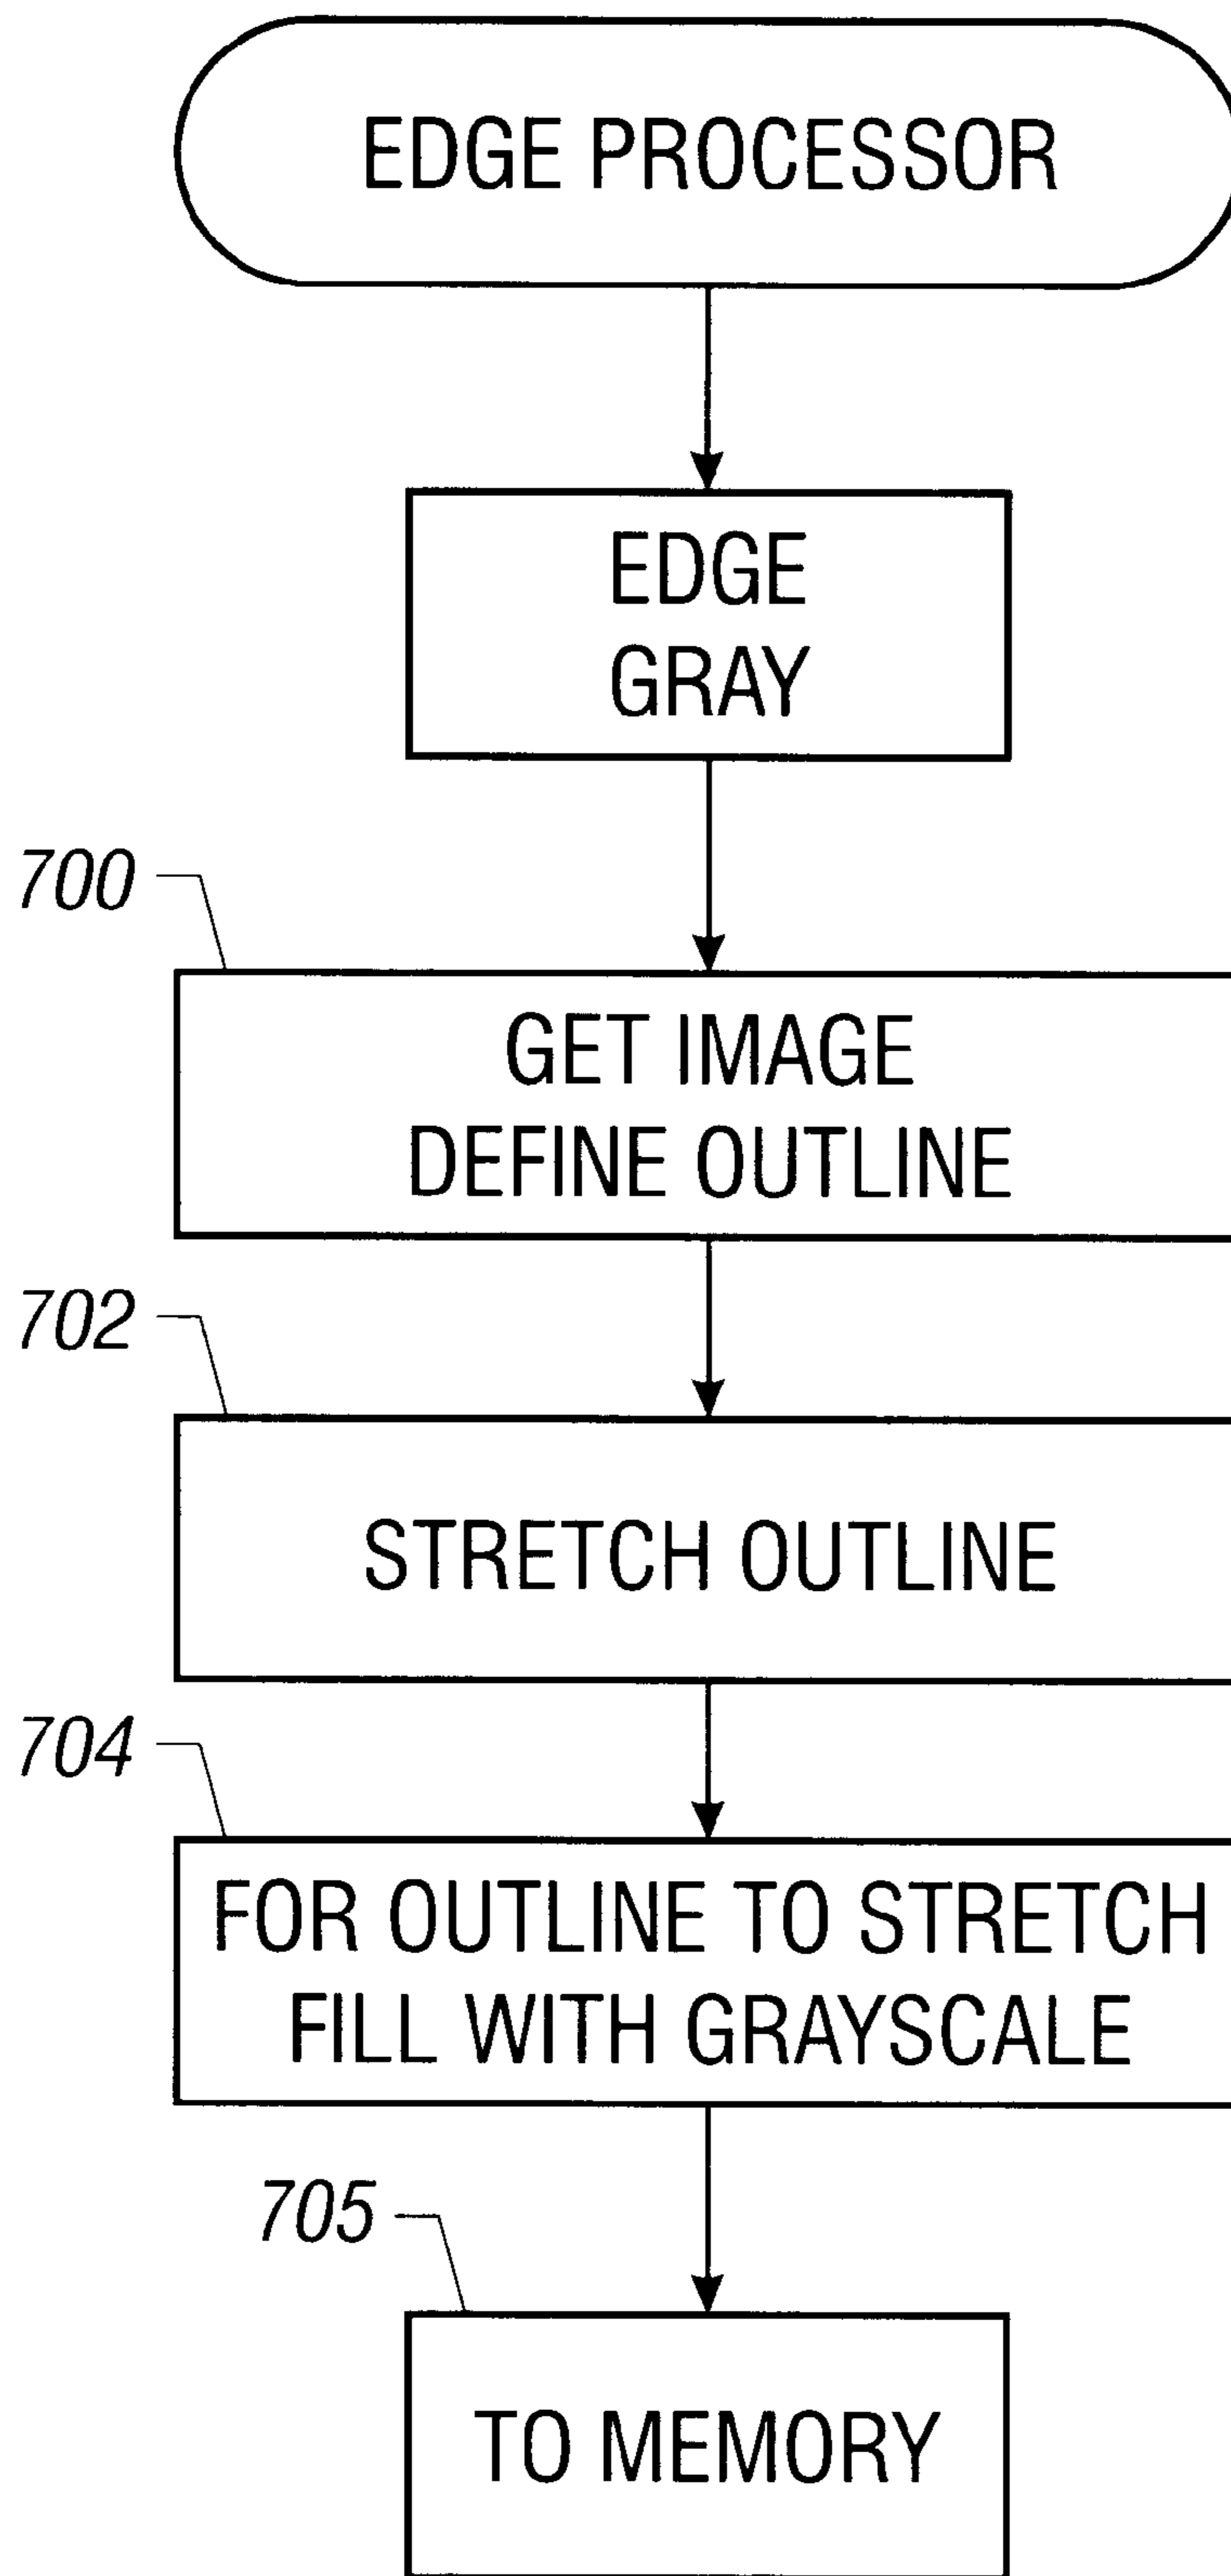 EDGE PROCESSOR
EDGE
GRAY
700
GET IMAGE
DEFINE OUTLINE
702
STRETCH OUTLINE
704
FOR OUTLINE TO STRETCH
FILL WITH GRAYSCALE
705
TO MEMORY